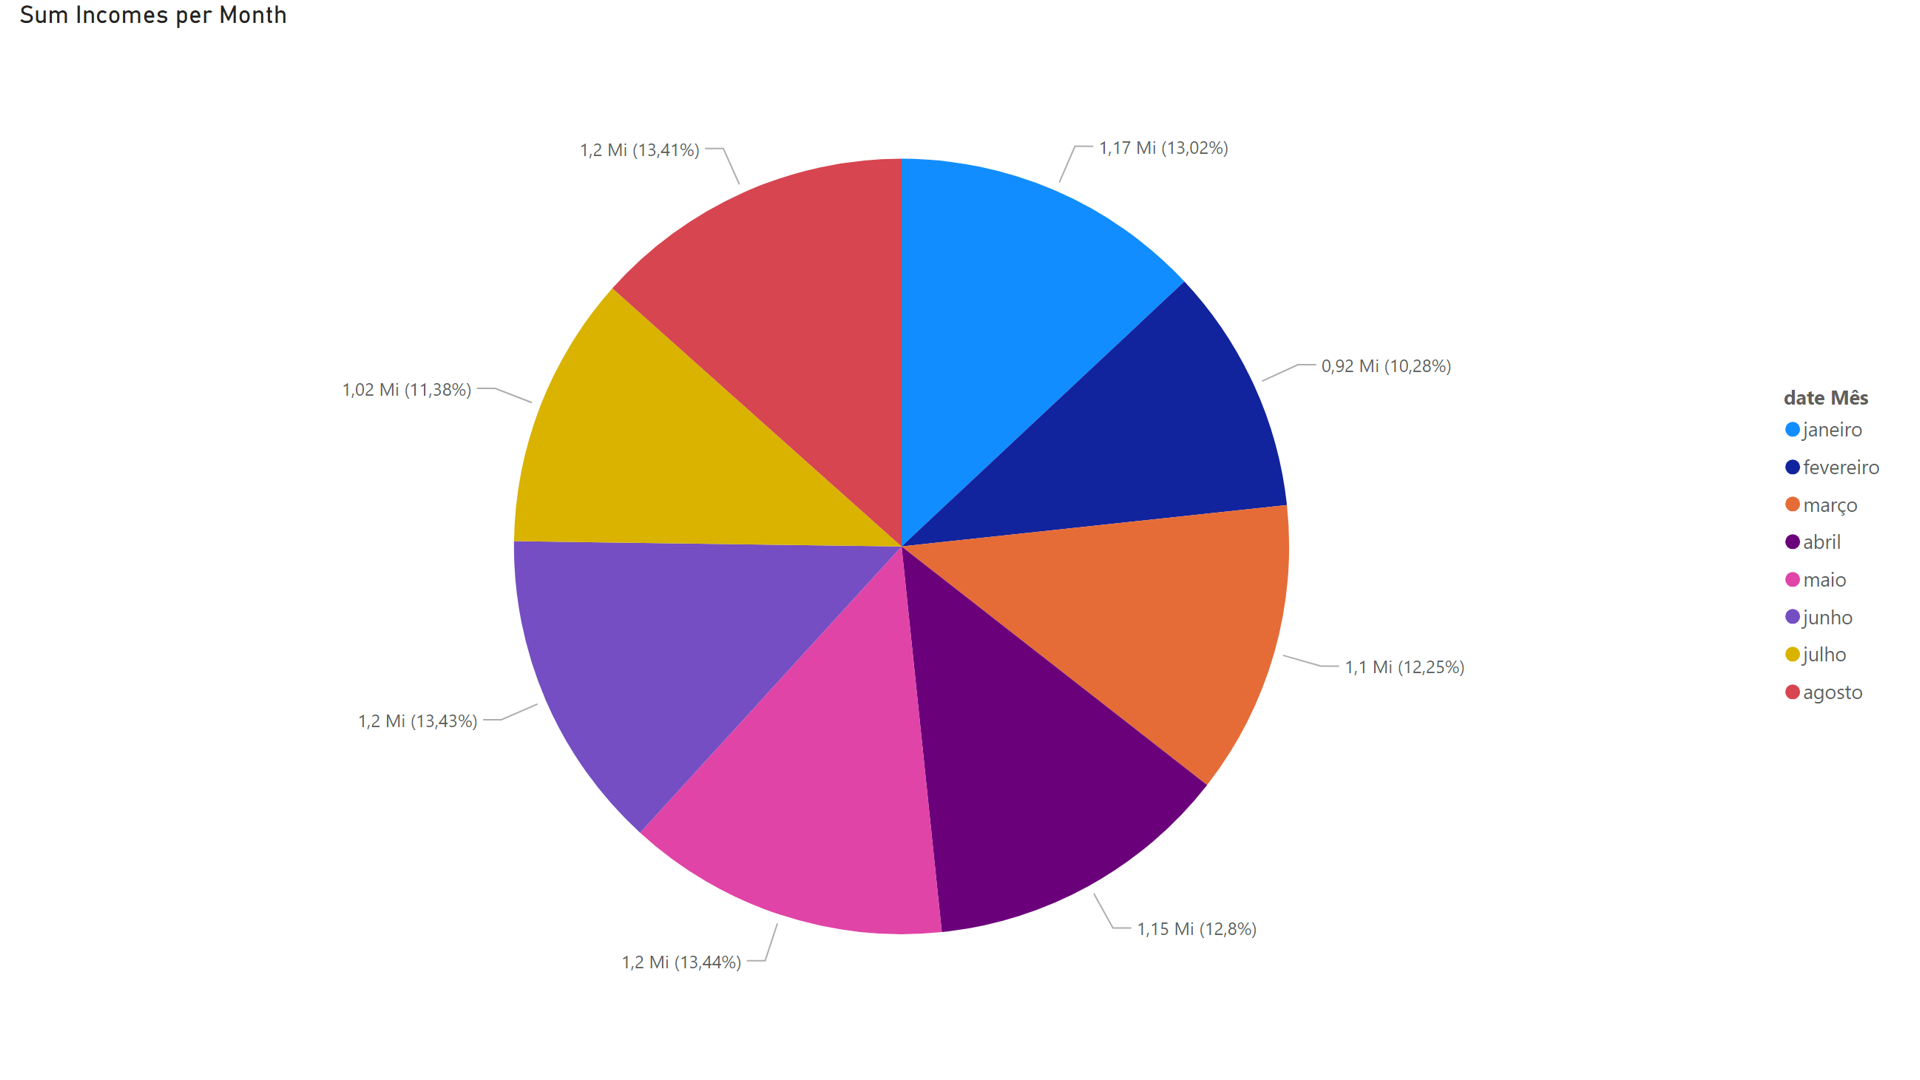 Sum Incomes per Month
1,2 Mi (13,41%)
1,17 Mi (13,02%)
0,92 Mi (10,28%)
1,02 Mi (11,38%)
1,1 Mi (12,25%)
1,2 Mi (13,43%)
1,15 Mi (12,8%)
1,2 Mi (13,44%)
date Mês
janeiro
fevereiro
março
abril
maio
junho
julho
agosto